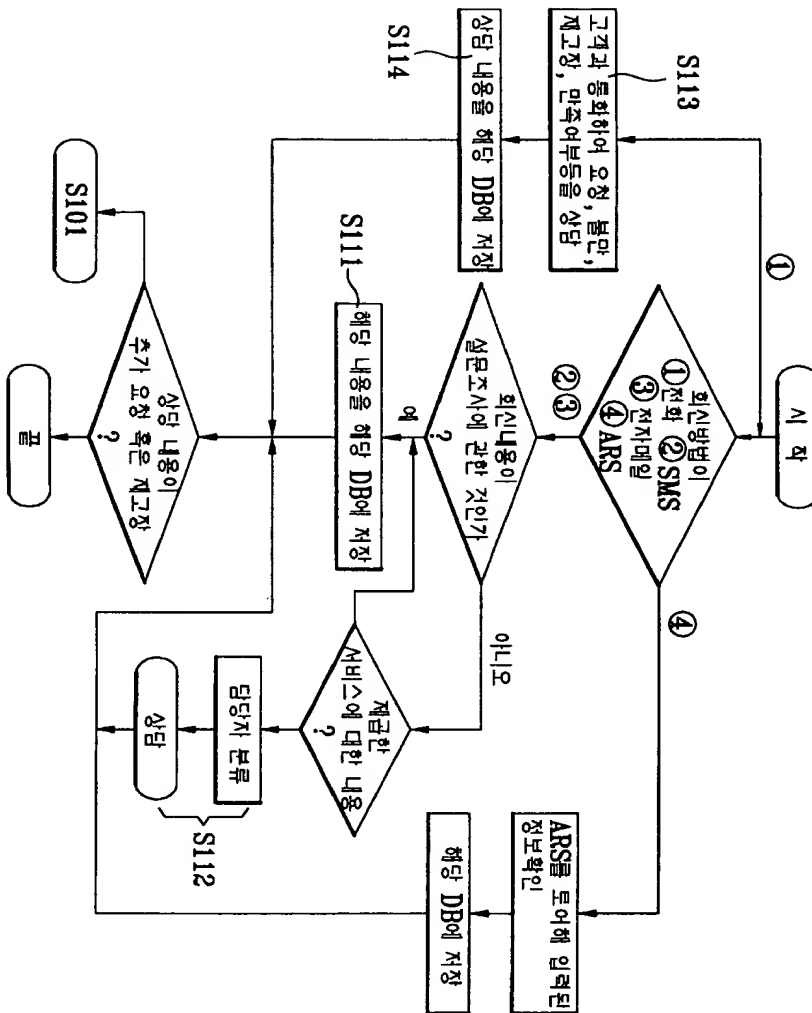 시 작
회신방법이
①전화 ②SMS
③전자메일
④ARS
①
④
②③
고객과 통화하여 요청, 불만,
재고장, 만족여부등을 상담
S113
상담 내용을 해당 DB에 저장
S114
회신내용이
설문조사에 관한 것인가
?
예
아니오
해당 내용을 해당 DB에 저장
S111
제공한
서비스에 대한 내용
?
담당자 분류
상담
S112
ARS를 토어해 입력된
정보확인
해당 DB에 저장
상담 내용이
추가 요청 혹은 재고장
?
S101
끝